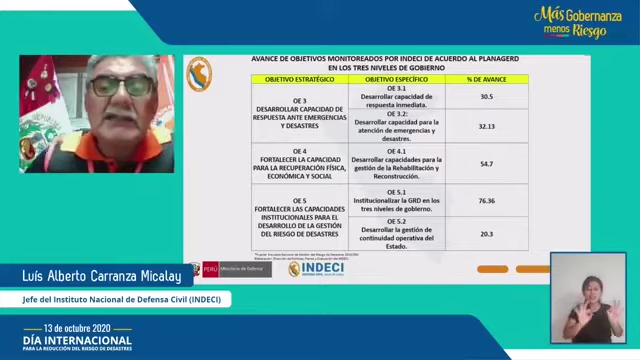 Más Gobernanza
menos Riesgo
AVANCE DE OBJETIVOS MONITOREADOS POR INDECI DE ACUERDO AL PLANAGERD
EN LOS TRES NIVELES DE GOBIERNO
OBJETIVO ESTRATÉGICO OBJETIVO ESPECÍFICO % DE AVANCE
OE 3
DESARROLLAR CAPACIDAD DE
RESPUESTA ANTE EMERGENCIAS
Y DESASTRES
OE 3.1
Desarrollar capacidad de
respuesta inmediata.
30.5
OE 3.2:
Desarrollar capacidad para la
atención de emergencias y
desastres.
32.13
OE 4
FORTALECER LA CAPACIDAD
PARA LA RECUPERACIÓN FÍSICA,
ECONÓMICA Y SOCIAL
OE 4.1
Desarrollar capacidades para la
gestión de la Rehabilitación y
Reconstrucción.
54.7
OE 5
FORTALECER LAS CAPACIDADES
INSTITUCIONALES PARA EL
DESARROLLO DE LA GESTIÓN
DEL RIESGO DE DESASTRES
OE 5.1
Institucionalizar la GRD en los
tres niveles de gobierno.
76.36
OE 5.2
Desarrollar la gestión de
continuidad operativa del
Estado.
20.3
PERÚ Ministerio de Defensa
INDECI
Luís Alberto Carranza Micalay
Jefe del Instituto Nacional de Defensa Civil (INDECI)
13 de octubre 2020
DÍA INTERNACIONAL
PARA LA REDUCCIÓN DEL RIESGO DE DESASTRES